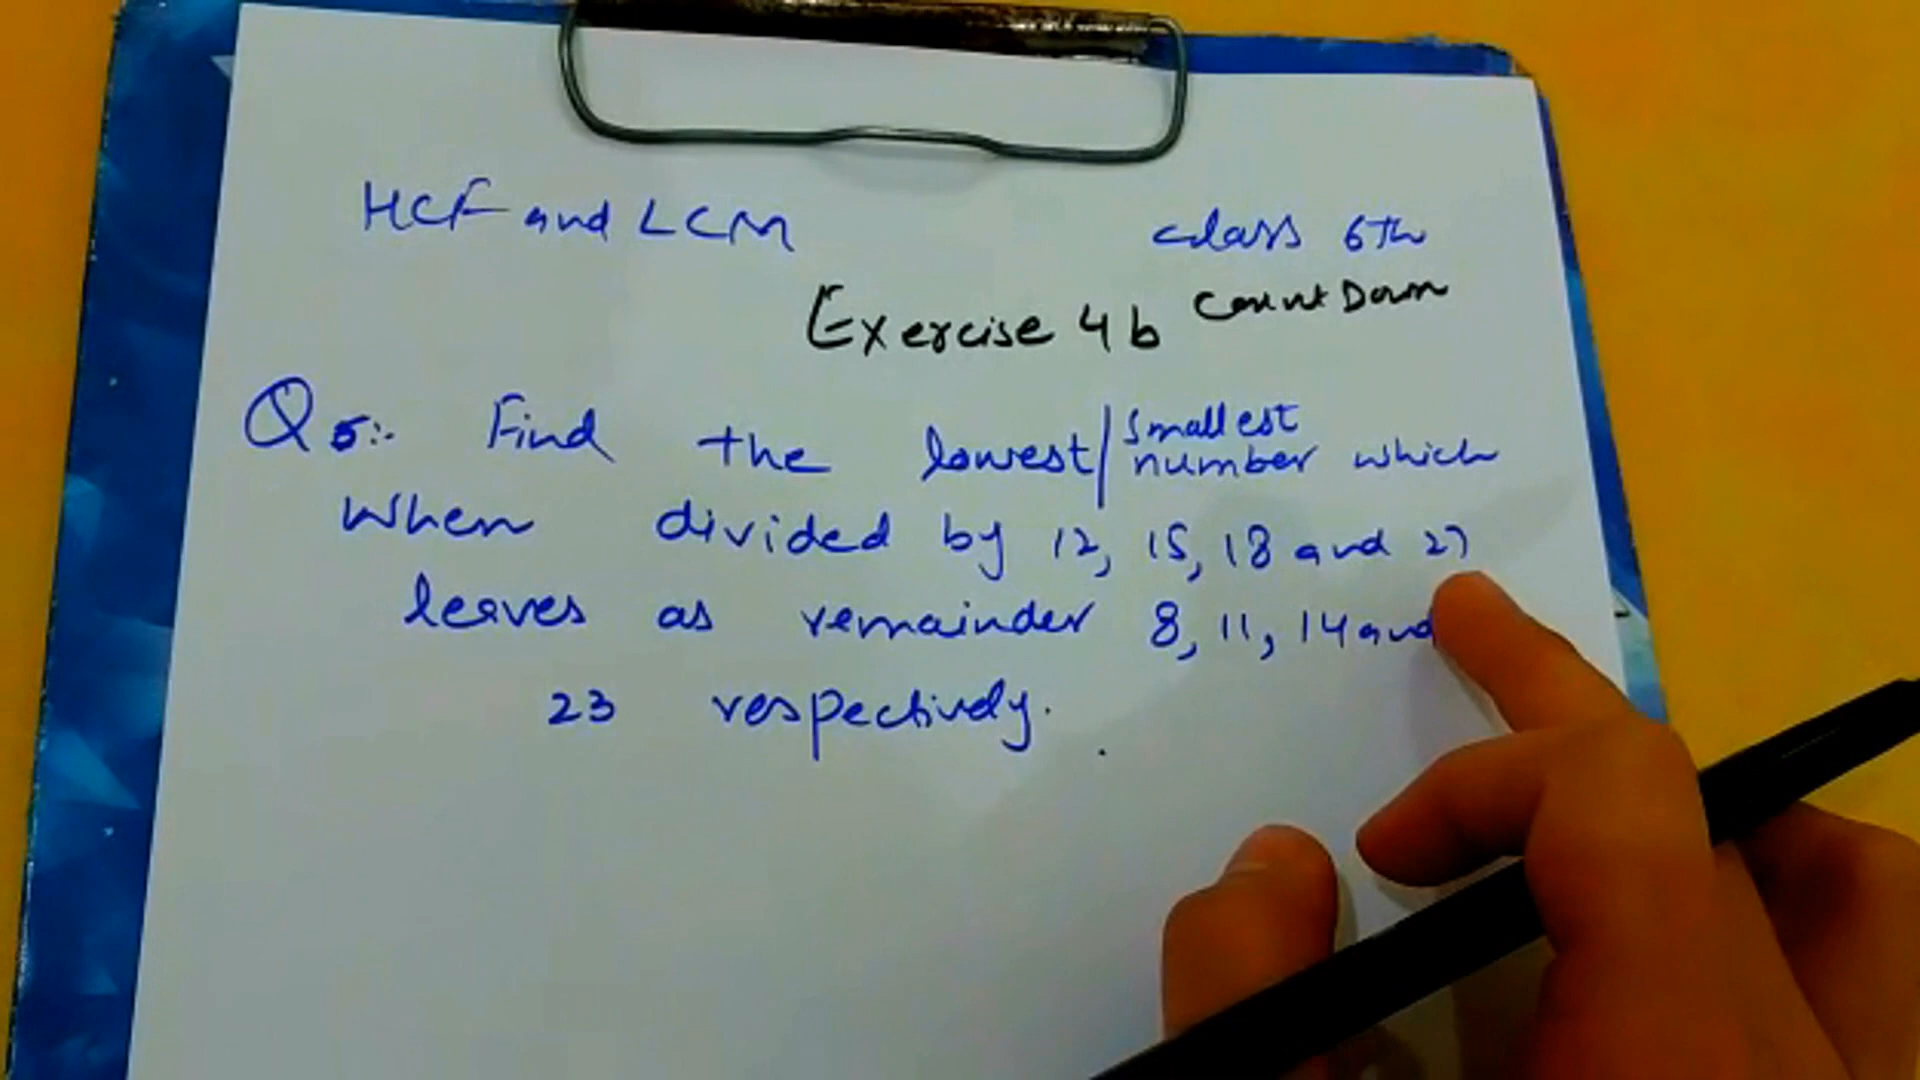 HCF and LCM class 6th
Exercise 4b Count Down
Q5:- Find the lowest/smallest number which
when divided by 12, 15, 18 and 27
leaves as remainder 8, 11, 14 and
23 respectively.